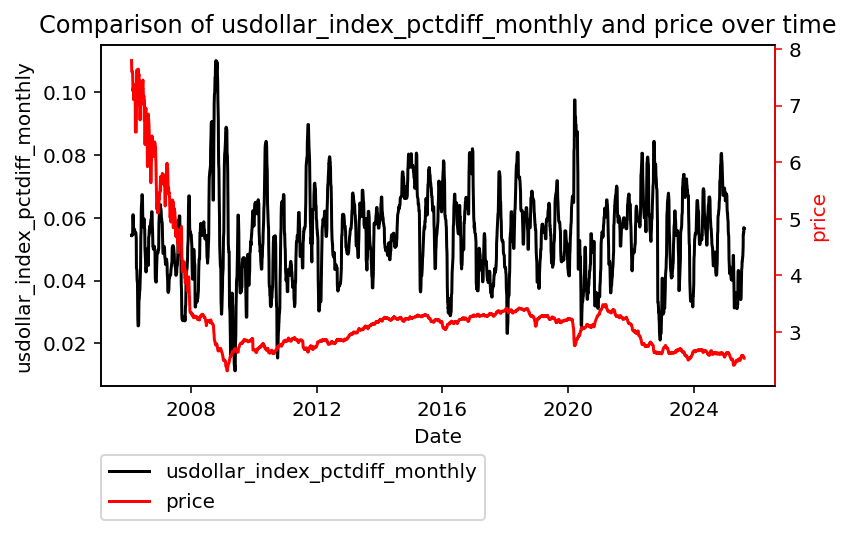 Comparison of usdollar_index_pctdiff_monthly and price over time
usdollar_index_pctdiff_monthly
0.10
0.08
0.06
0.04
0.02
8
7
6
5
4
3
price
2008 2012 2016 2020 2024
Date
usdollar_index_pctdiff_monthly
price